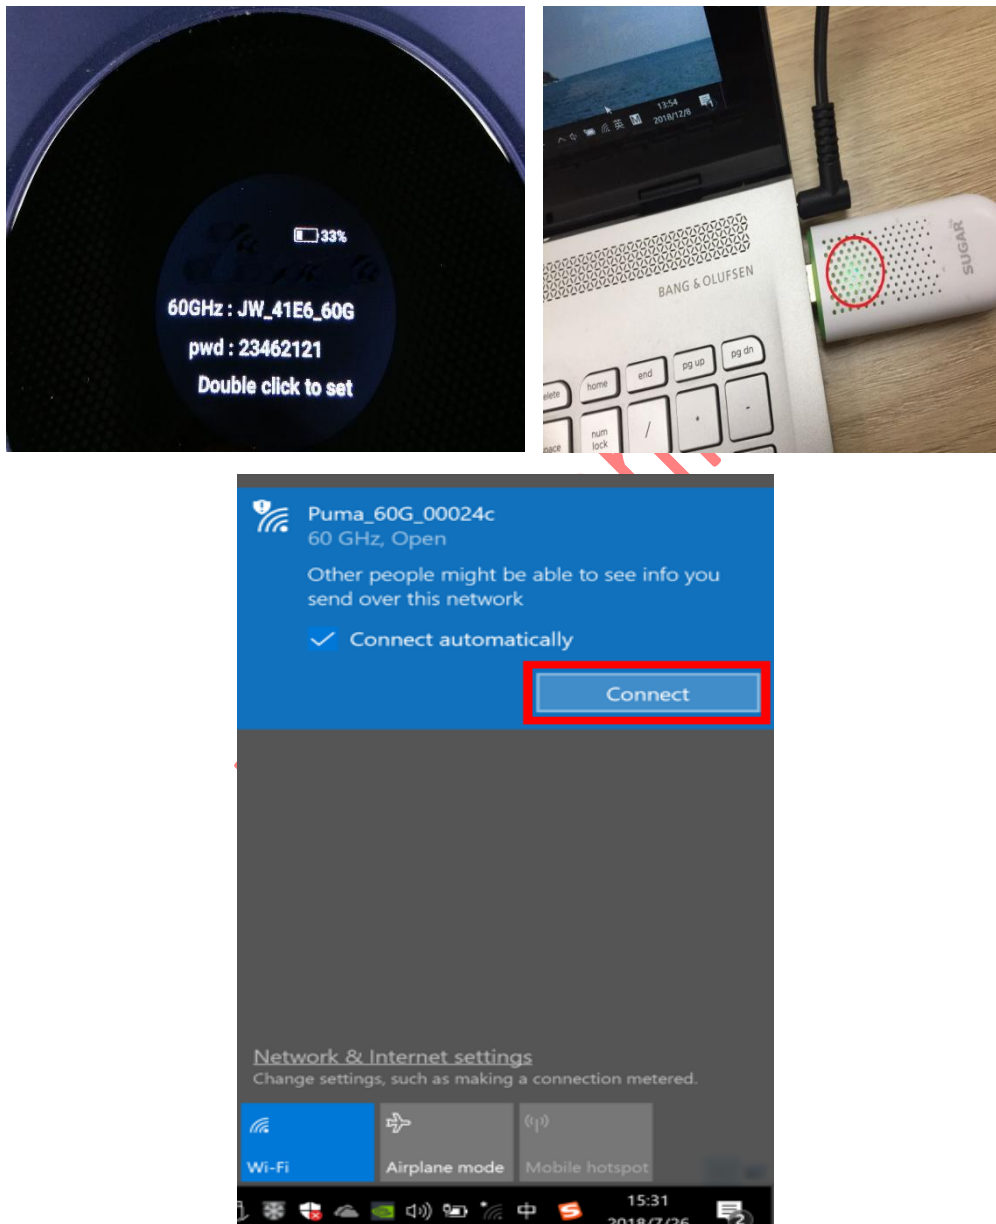 33%
60GHz : JW_41E6_60G
pwd : 23462121
Double click to set
13:54
英 M 2018/12/8
BANG & OLUFSEN
SUGAR
home end pg up pg dn
num lock / * -
Puma_60G_00024c
60 GHz, Open
Other people might be able to see info you
send over this network
Connect automatically
Connect
Network & Internet settings
Change settings, such as making a connection metered.
Wi-Fi Airplane mode Mobile hotspot
中 15:31
2018/7/26 2